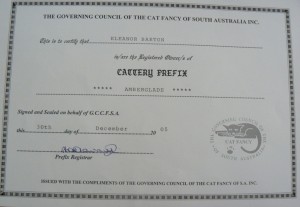 THE GOVERNING COUNCIL OF THE CAT FANCY OF SOUTH AUSTRALIA INC.
This is to certify that ELEANOR BARTON
is/are the Registered Owner/s of
CATTERY PREFIX
***** AMBERGLADE *****
Signed and Sealed on behalf of G.C.C.F.S.A.
this 30th day of December 20
Prefix Registrar
CAT FANCY
ISSUED WITH THE COMPLIMENTS OF THE GOVERNING COUNCIL OF THE CAT FANCY OF S.A. INC.